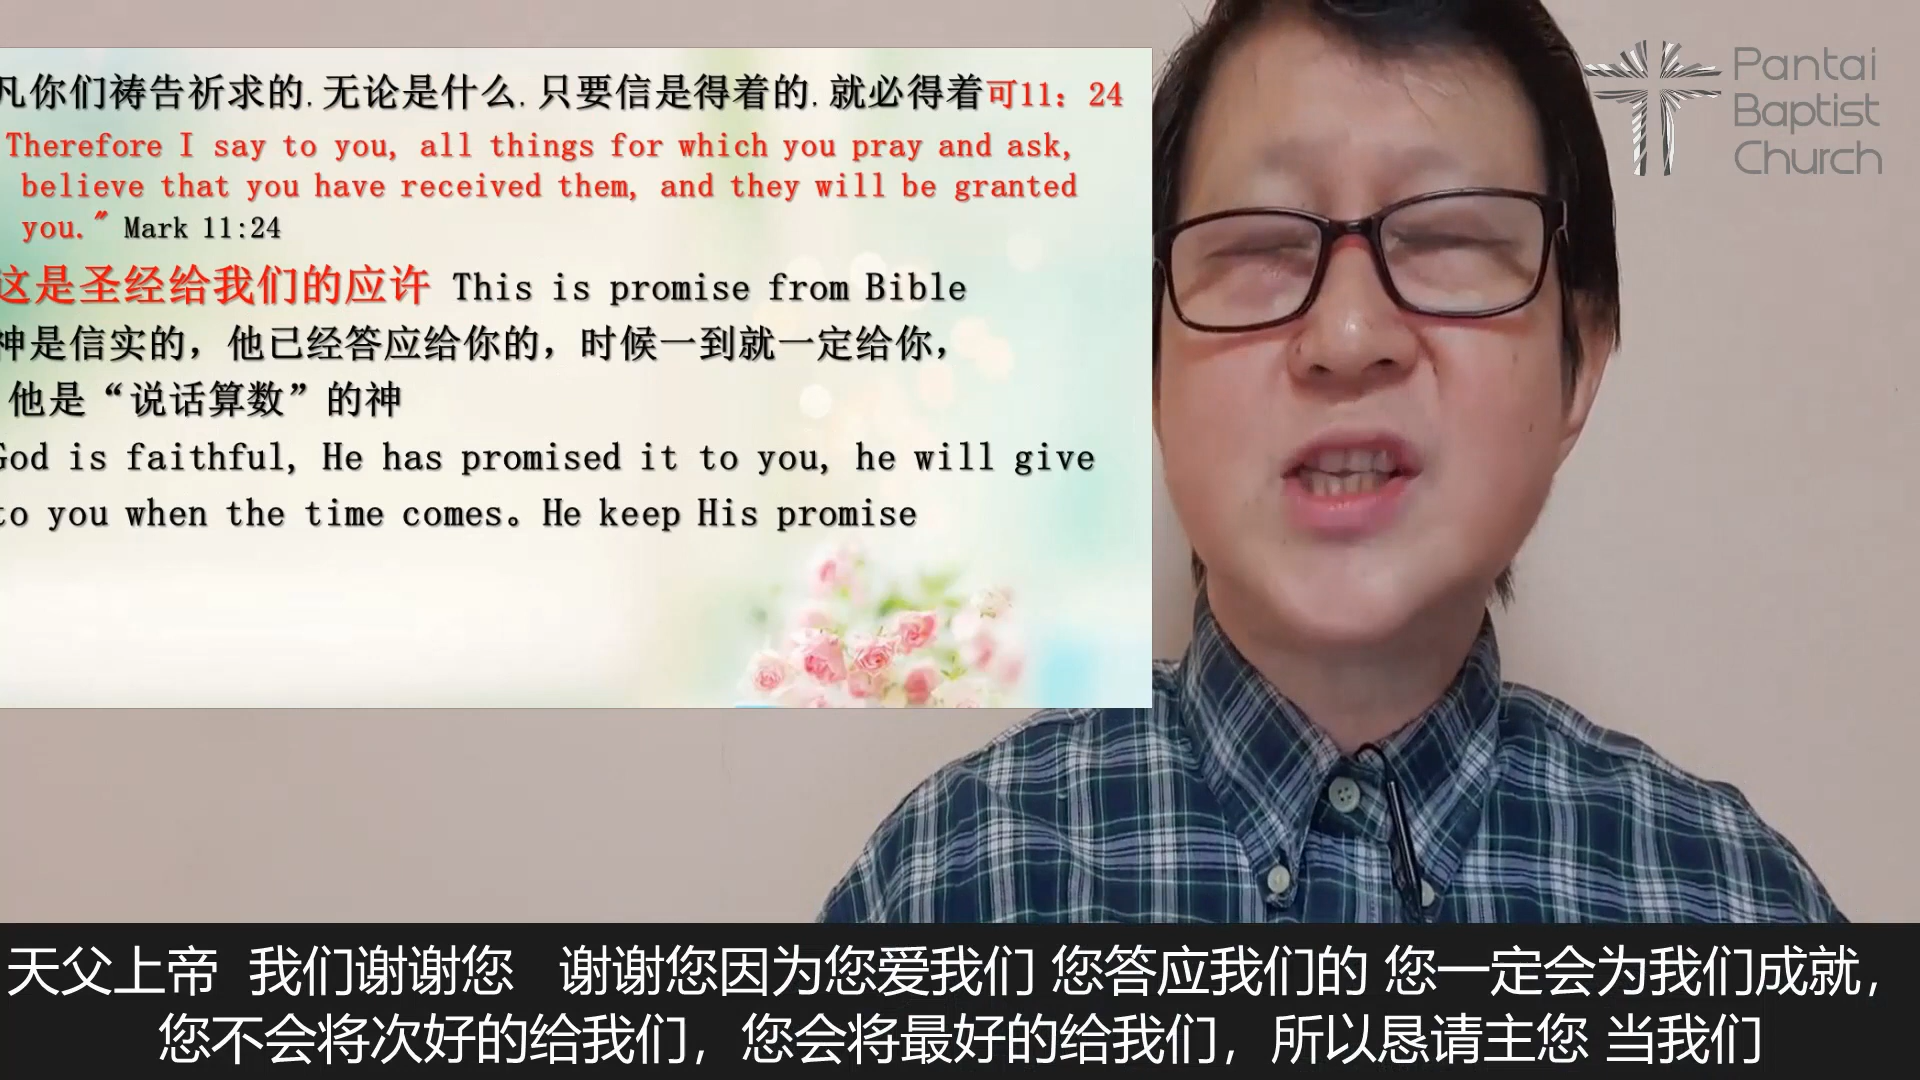 凡你们祷告祈求的.无论是什么.只要信是得着的.就必得着可11：24
Therefore I say to you, all things for which you pray and ask,
believe that you have received them, and they will be granted
you." Mark 11:24
这是圣经给我们的应许 This is promise from Bible
神是信实的，他已经答应给你的，时候一到就一定给你，
他是“说话算数”的神
God is faithful, He has promised it to you, he will give
to you when the time comes。He keep His promise
Pantai
Baptist
Church
天父上帝 我们谢谢您 谢谢您因为您爱我们 您答应我们的 您一定会为我们成就，
您不会将次好的给我们，您会将最好的给我们，所以恳请主您 当我们